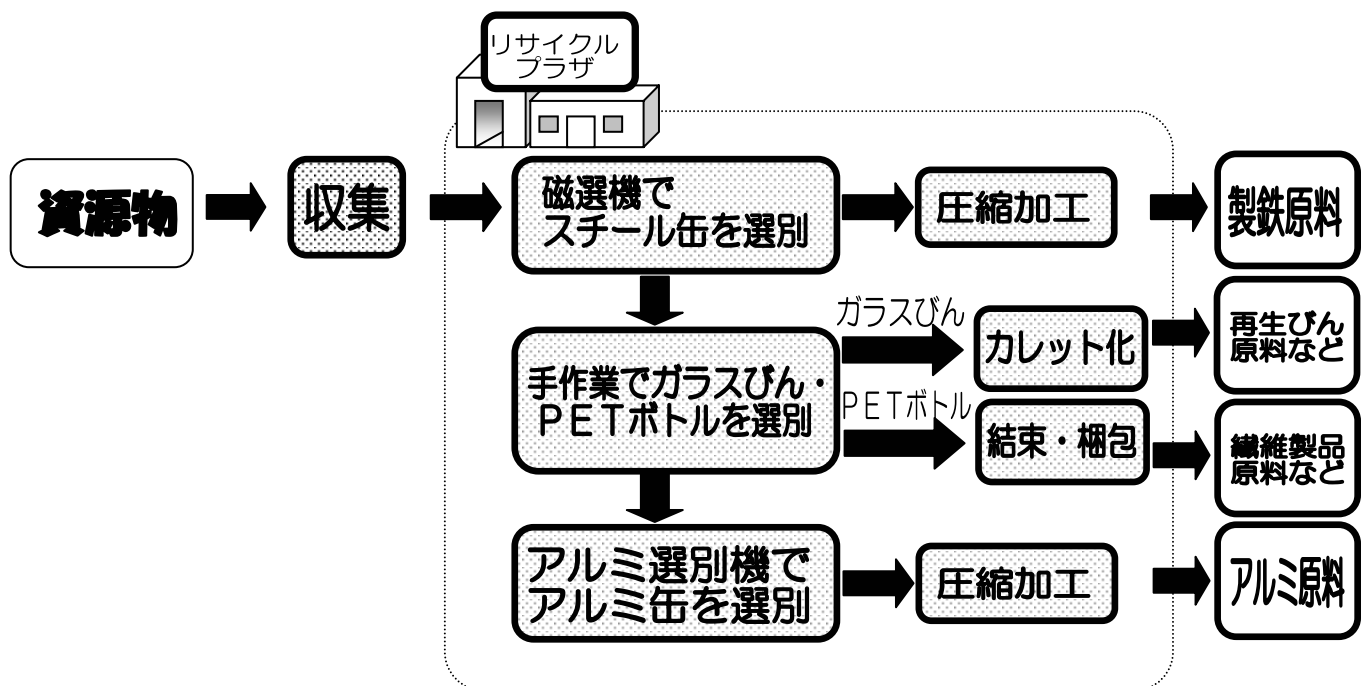 リサイクル
プラザ
資源物
収集
磁選機で
スチール缶を選別
圧縮加工
製鉄原料
手作業でガラスびん・
ＰＥＴボトルを選別
ガラスびん
カレット化
再生びん
原料など
ＰＥＴボトル
結束・梱包
繊維製品
原料など
アルミ選別機で
アルミ缶を選別
圧縮加工
アルミ原料